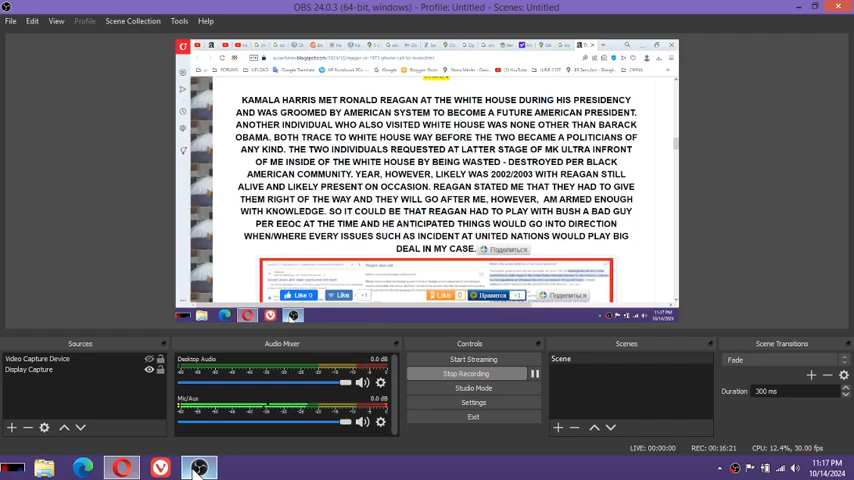 OBS 24.0.3 (64-bit, windows) - Profile: Untitled - Scenes: Untitled
File Edit View Profile Scene Collection Tools Help
KAMALA HARRIS MET RONALD REAGAN AT THE WHITE HOUSE DURING HIS PRESIDENCY
AND WAS GROOMED BY AMERICAN SYSTEM TO BECOME A FUTURE AMERICAN PRESIDENT.
ANOTHER INDIVIDUAL WHO ALSO VISITED WHITE HOUSE WAS NONE OTHER THAN BARACK
OBAMA. BOTH TRACE TO WHITE HOUSE WAY BEFORE THE TWO BECAME A POLITICIANS OF
ANY KIND. THE TWO INDIVIDUALS REQUESTED AT LATTER STAGE OF MK ULTRA INFRONT
OF ME INSIDE OF THE WHITE HOUSE BY BEING WASTED - DESTROYED PER BLACK
AMERICAN COMMUNITY. YEAR, HOWEVER, LIKELY WAS 2002/2003 WITH REAGAN STILL
ALIVE AND LIKELY PRESENT ON OCCASION. REAGAN STATED ME THAT THEY HAD TO GIVE
THEM RIGHT OF THE WAY AND THEY WILL GO AFTER ME, HOWEVER, AM ARMED ENOUGH
WITH KNOWLEDGE. SO IT COULD BE THAT REAGAN HAD TO PLAY WITH BUSH A BAD GUY
PER EEOC AT THE TIME AND HE ANTICIPATED THINGS WOULD GO INTO DIRECTION
WHEN/WHERE EVERY ISSUES SUCH AS INCIDENT AT UNITED NATIONS WOULD PLAY BIG
DEAL IN MY CASE. Поделиться
Like 0 Like +1 Like 0 Нравится +1 Поделиться
11:17 PM
10/14/2024
Sources Audio Mixer Controls Scenes Scene Transitions
Video Capture Device
Display Capture
Desktop Audio 0.0 dB
Mic/Aux 0.0 dB
Start Streaming
Stop Recording
Studio Mode
Settings
Exit
Scene
Fade
Duration 300 ms
LIVE: 00:00:00 REC: 00:16:21 CPU: 12.4%, 30.00 fps
11:17 PM
10/14/2024